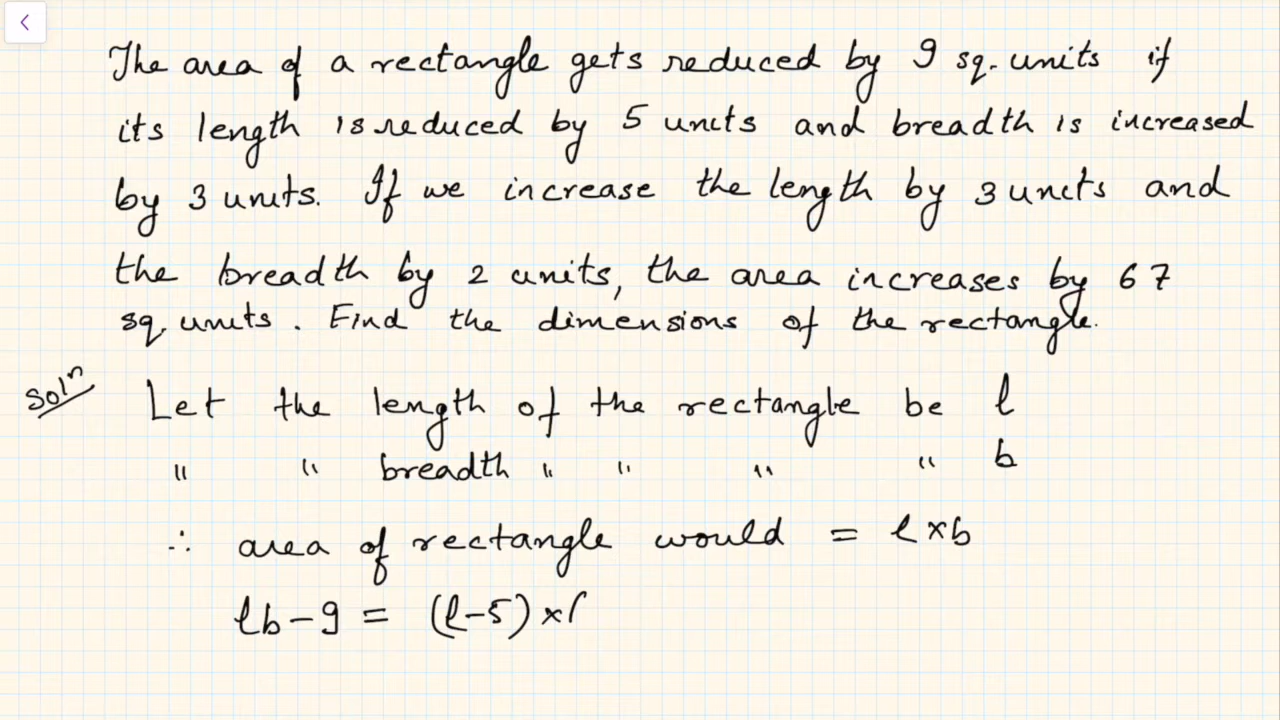 The area of a rectangle gets reduced by 9 sq. units if
its length is reduced by 5 units and breadth is increased
by 3 units. If we increase the length by 3 units and
the breadth by 2 units, the area increases by 67
sq. units. Find the dimensions of the rectangle.
Soln Let the length of the rectangle be l
" " breadth " " " " b
∴ area of rectangle would = l×b
lb-9 = (l-5)×(